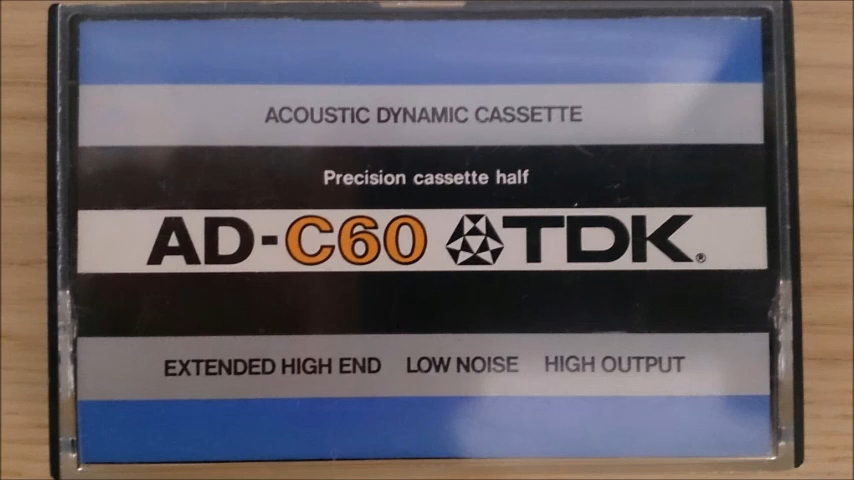 ACOUSTIC DYNAMIC CASSETTE
Precision cassette half
AD-C60 TDK®
EXTENDED HIGH END LOW NOISE HIGH OUTPUT